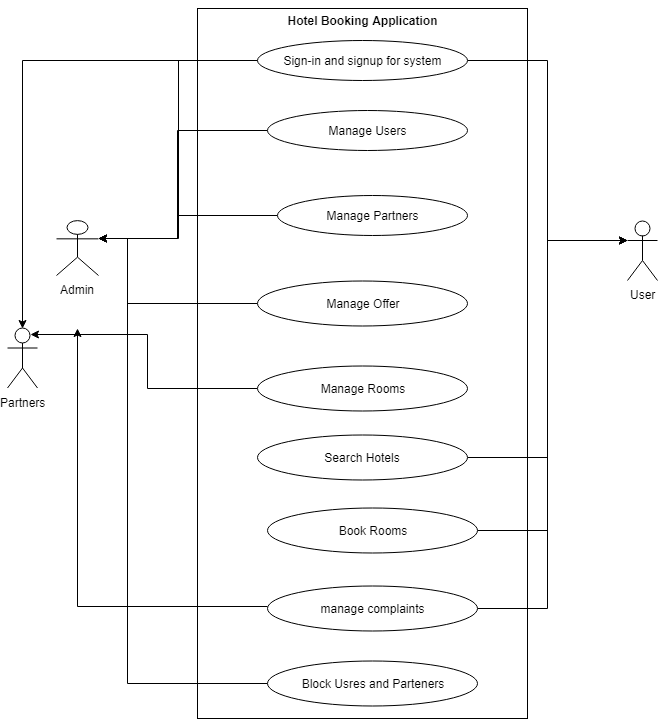 Hotel Booking Application
Sign-in and signup for system
Manage Users
Manage Partners
Admin
User
Manage Offer
Partners
Manage Rooms
Search Hotels
Book Rooms
manage complaints
Block Usres and Parteners